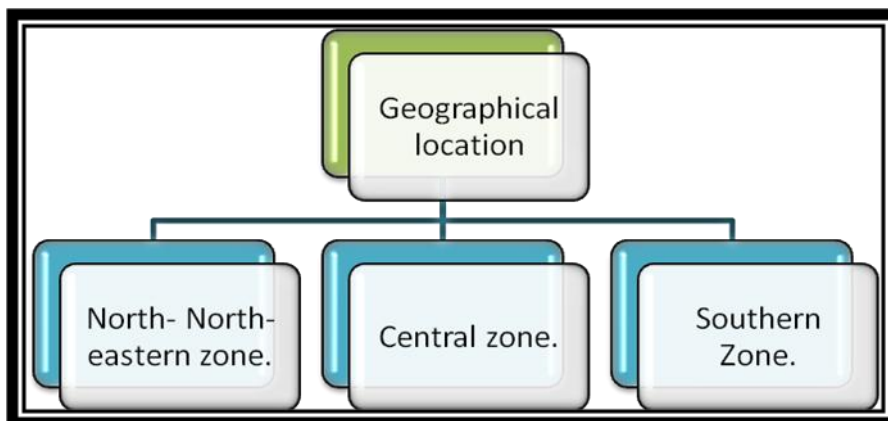 Geographical
location
North- North-
eastern zone.
Central zone.
Southern
Zone.